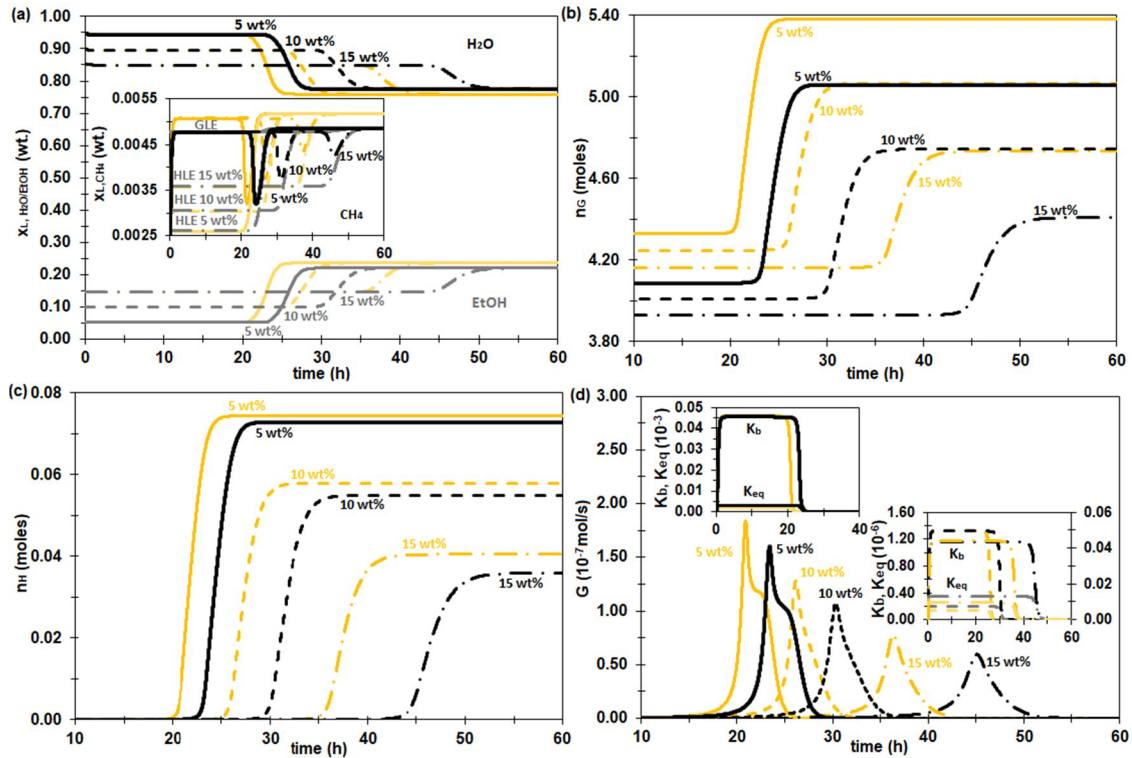 (a)
1.00
0.90
0.80
0.70
0.60
0.50
0.40
0.30
0.20
0.10
0.00
xL, H2O/EtOH (wt.)
5 wt%
10 wt%
15 wt%
H₂O
0.0055
0.0045
0.0035
0.0025
xL,CH₄ (wt.)
GLE
HLE 15 wt%
HLE 10 wt%
HLE 5 wt%
5 wt%
10 wt%
15 wt%
CH₄
0 20 40 60
5 wt%
10 wt%
15 wt%
EtOH
0 10 20 30 40 50 60
time (h)
(b)
5.40
5.00
4.60
4.20
3.80
nG (moles)
5 wt%
5 wt%
10 wt%
10 wt%
15 wt%
15 wt%
10 20 30 40 50 60
time (h)
(c)
0.08
0.06
0.04
0.02
0.00
nH (moles)
5 wt%
5 wt%
10 wt%
10 wt%
15 wt%
15 wt%
10 20 30 40 50 60
time (h)
(d)
3.00
2.50
2.00
1.50
1.00
0.50
0.00
G (10⁻⁷mol/s)
0.05
0.04
0.03
0.02
0.01
0.00
Kb, Keq (10⁻³)
Kb
Keq
0 20 40
1.60
1.20
0.80
0.40
0.00
Kb, Keq (10⁻⁶)
Kb
Keq
0.06
0.04
0.02
0.00
0 10 20 30 40 50 60
5 wt%
5 wt%
10 wt%
10 wt%
15 wt%
15 wt%
10 20 30 40 50 60
time (h)